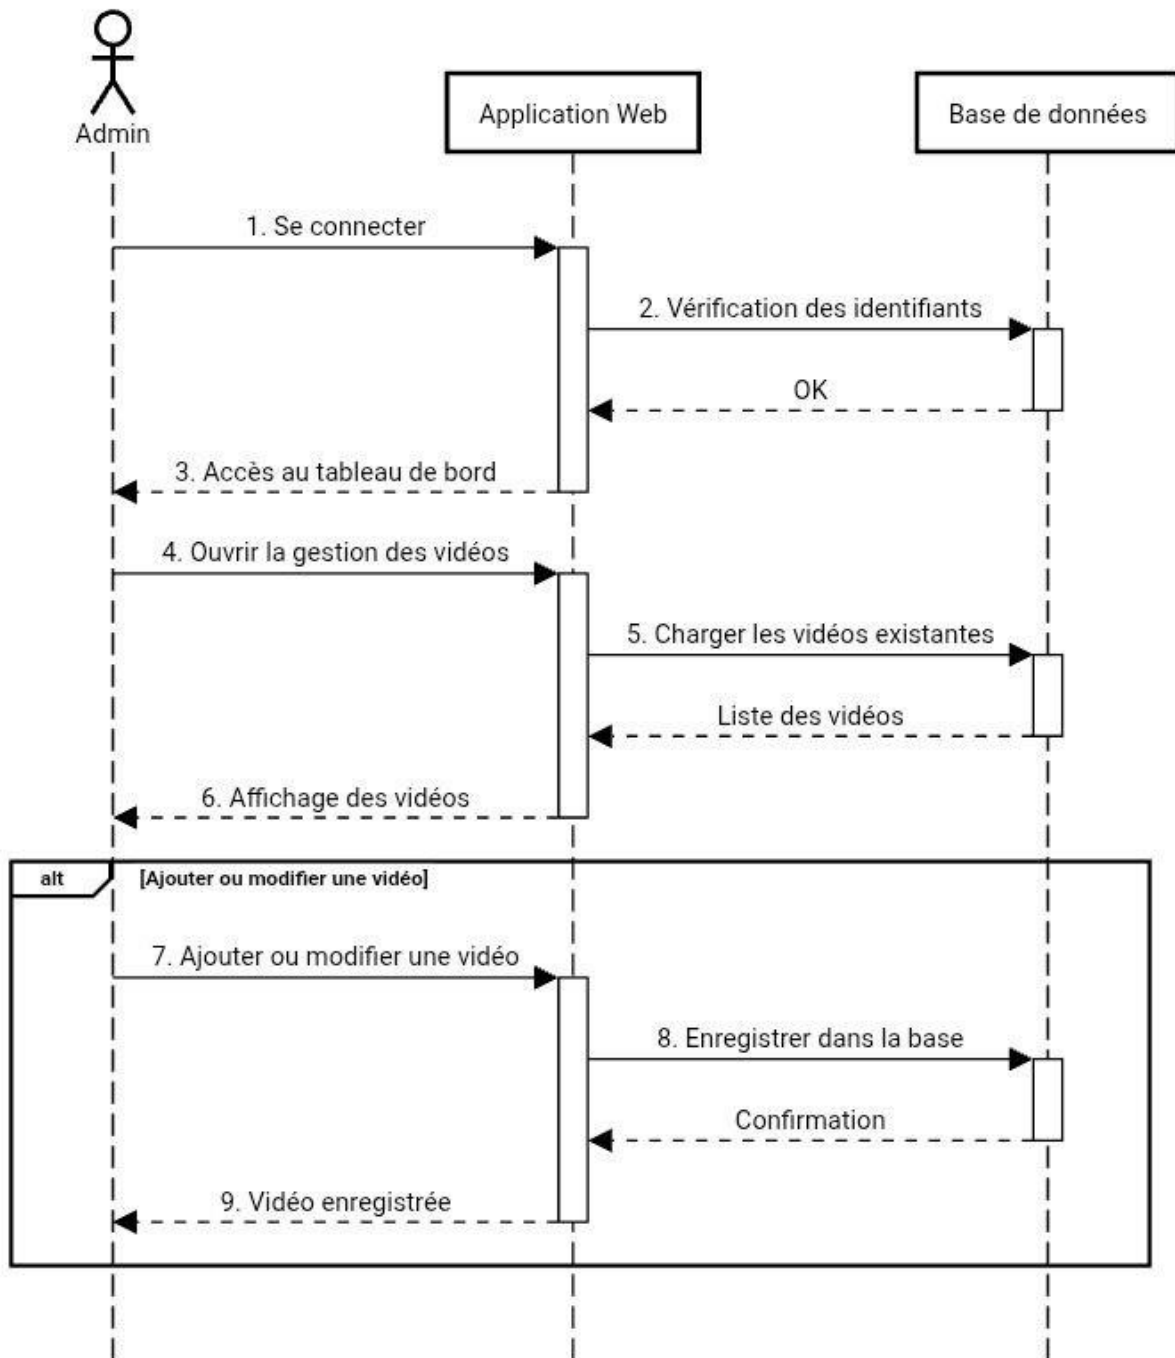 Admin
Application Web
Base de données
1. Se connecter
2. Vérification des identifiants
OK
3. Accès au tableau de bord
4. Ouvrir la gestion des vidéos
5. Charger les vidéos existantes
Liste des vidéos
6. Affichage des vidéos
alt
[Ajouter ou modifier une vidéo]
7. Ajouter ou modifier une vidéo
8. Enregistrer dans la base
Confirmation
9. Vidéo enregistrée